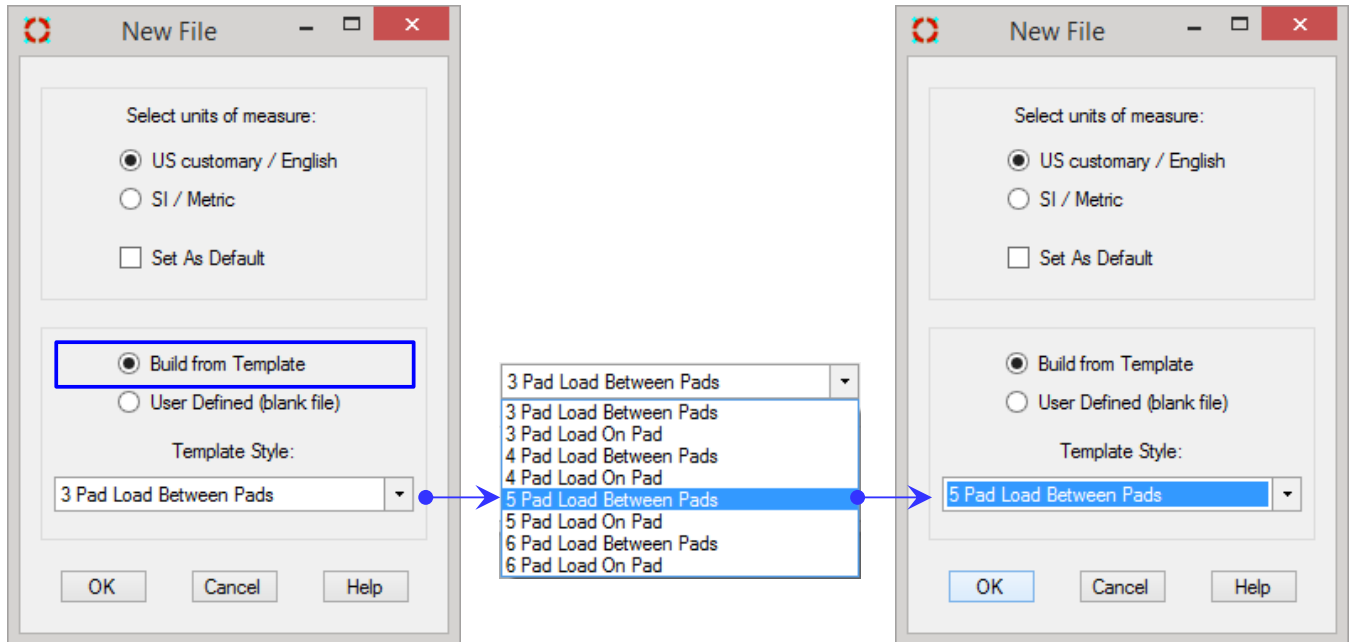 New File
Select units of measure:
US customary / English
SI / Metric
Set As Default
Build from Template
User Defined (blank file)
Template Style:
3 Pad Load Between Pads
OK Cancel Help
3 Pad Load Between Pads
3 Pad Load Between Pads
3 Pad Load On Pad
4 Pad Load Between Pads
4 Pad Load On Pad
5 Pad Load Between Pads
5 Pad Load On Pad
6 Pad Load Between Pads
6 Pad Load On Pad
New File
Select units of measure:
US customary / English
SI / Metric
Set As Default
Build from Template
User Defined (blank file)
Template Style:
5 Pad Load Between Pads
OK Cancel Help